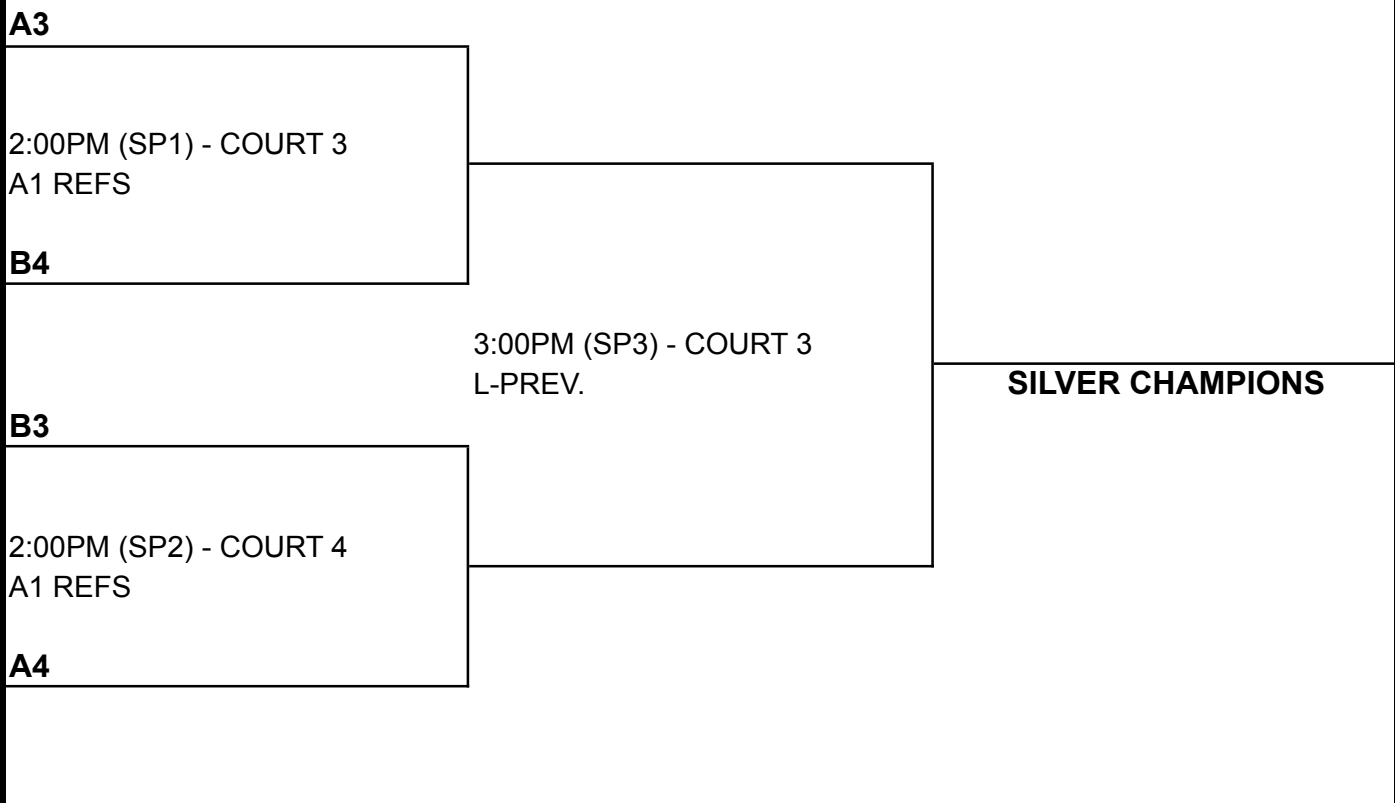 A3
2:00PM (SP1) - COURT 3
A1 REFS
B4
3:00PM (SP3) - COURT 3
L-PREV.
SILVER CHAMPIONS
B3
2:00PM (SP2) - COURT 4
A1 REFS
A4